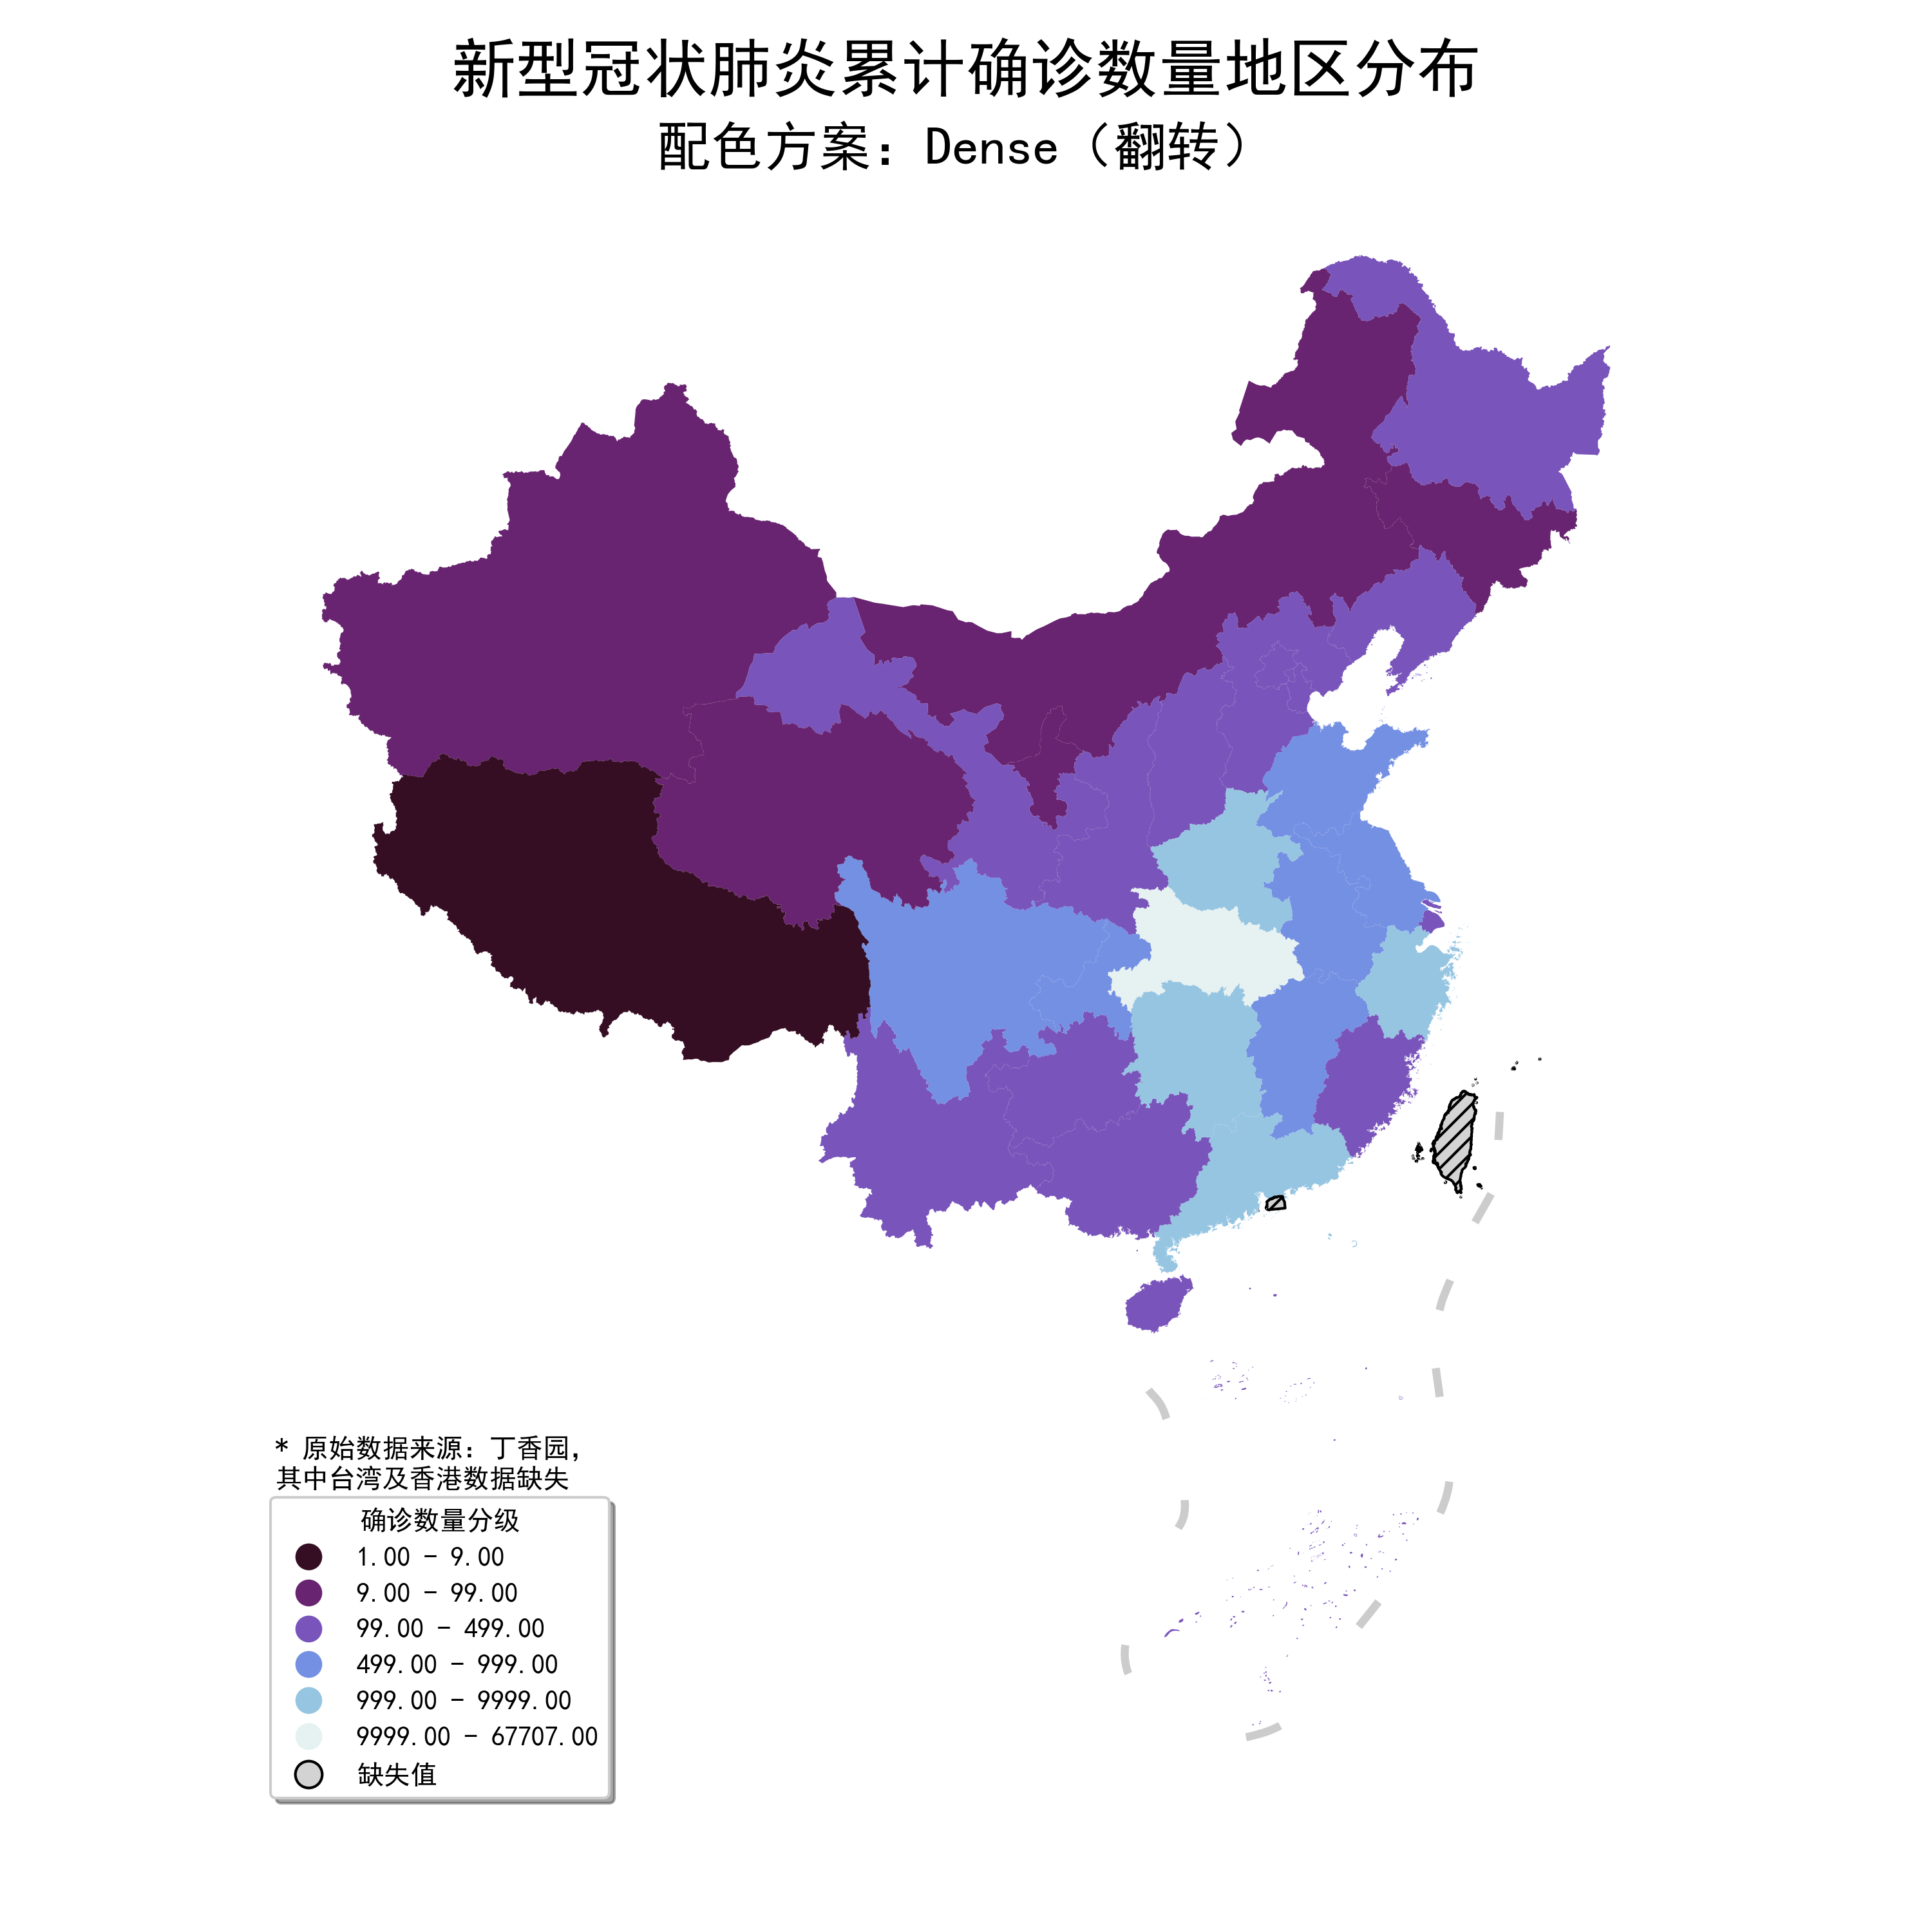 新型冠状肺炎累计确诊数量地区分布
配色方案：Dense（翻转）
* 原始数据来源：丁香园，
其中台湾及香港数据缺失
确诊数量分级
1.00 - 9.00
9.00 - 99.00
99.00 - 499.00
499.00 - 999.00
999.00 - 9999.00
9999.00 - 67707.00
缺失值